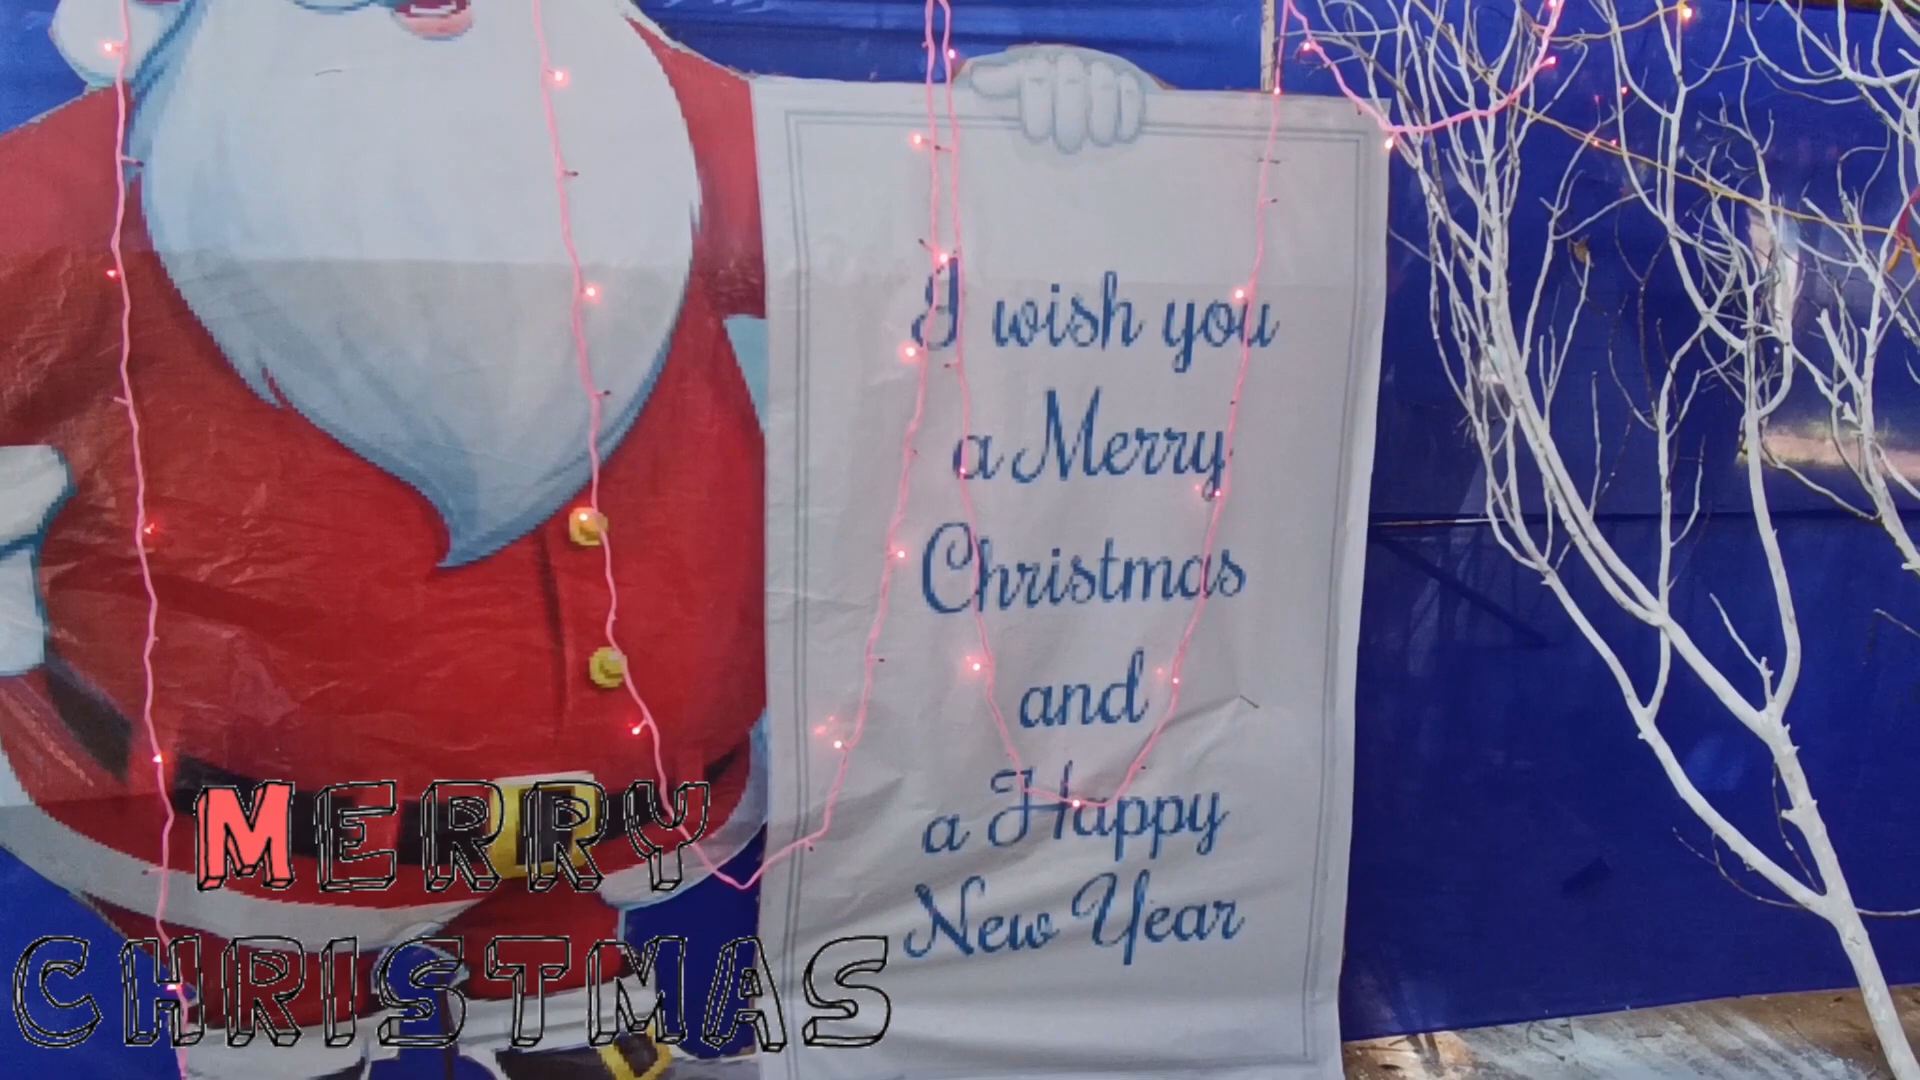 I wish you
a Merry
Christmas
and
a Happy
New Year
MERRY
CHRISTMAS